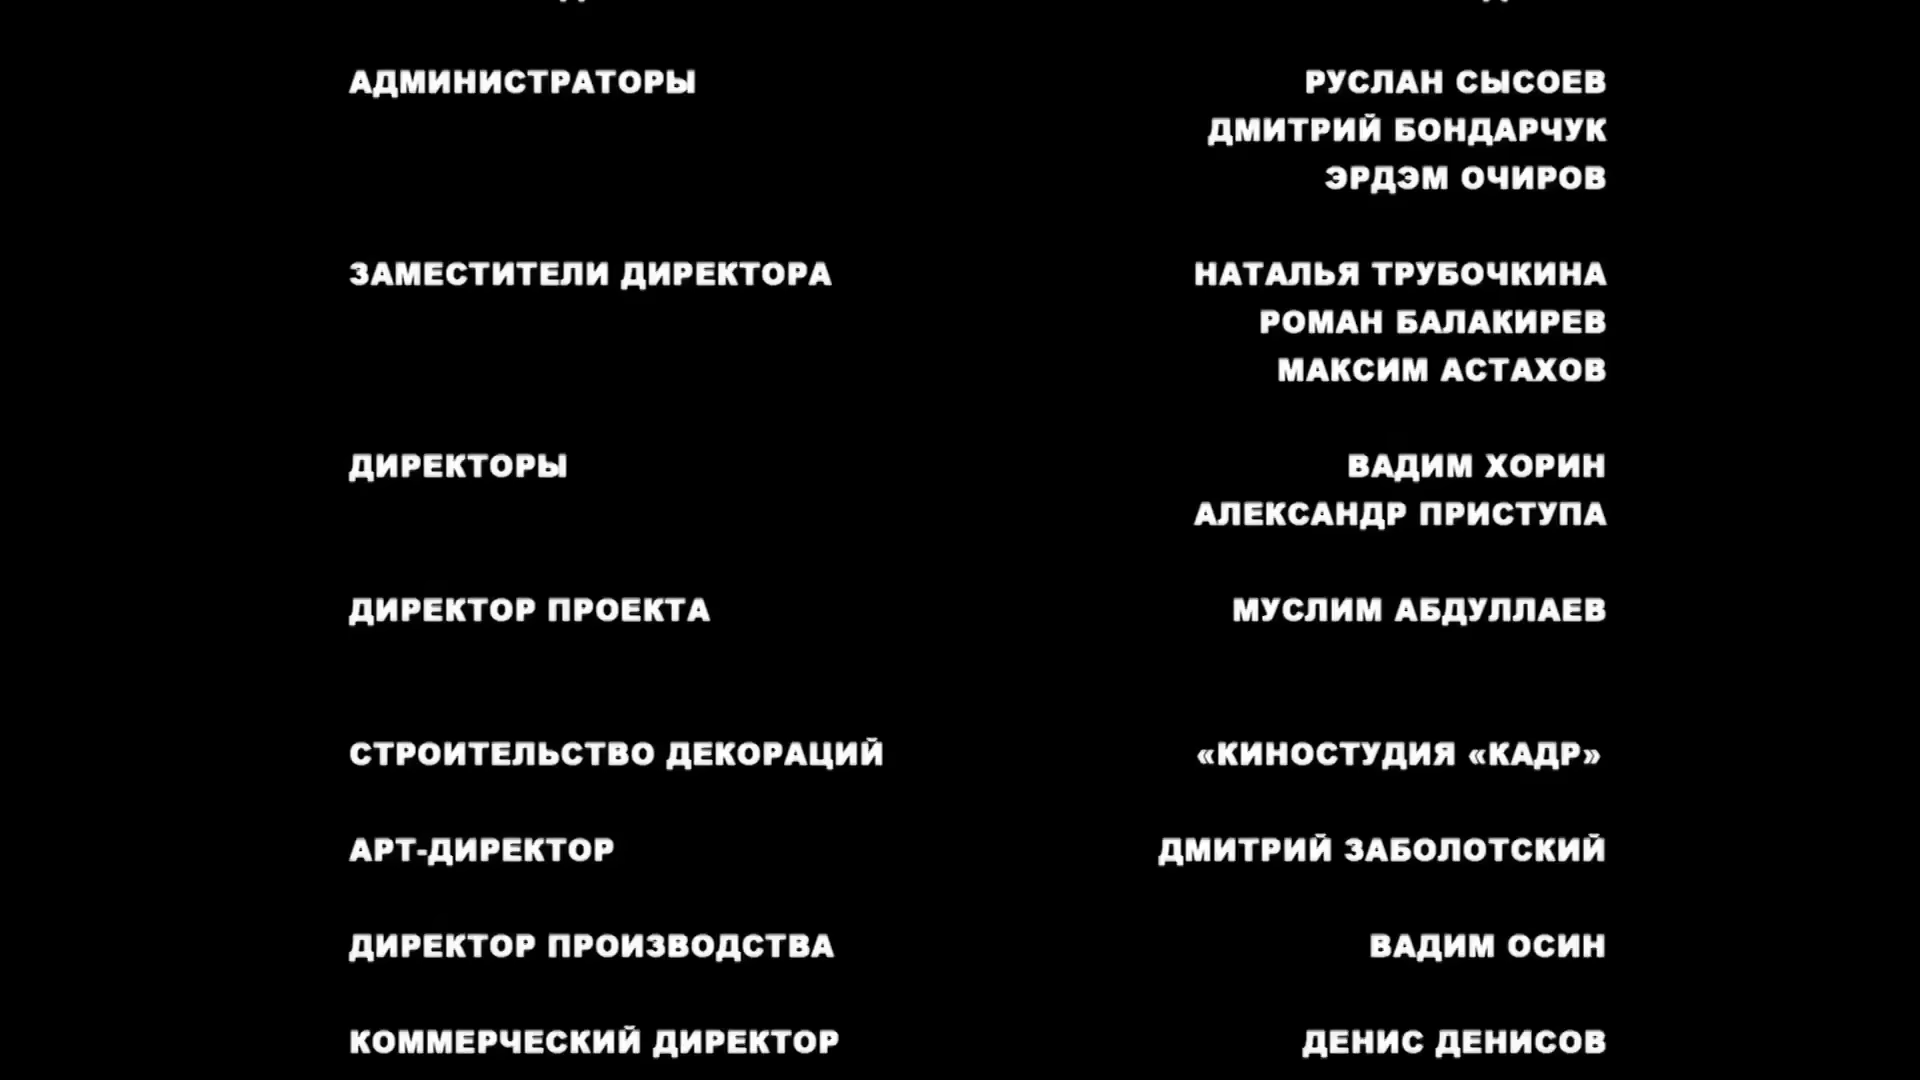 АДМИНИСТРАТОРЫ РУСЛАН СЫСОЕВ
ДМИТРИЙ БОНДАРЧУК
ЭРДЭМ ОЧИРОВ
ЗАМЕСТИТЕЛИ ДИРЕКТОРА НАТАЛЬЯ ТРУБОЧКИНА
РОМАН БАЛАКИРЕВ
МАКСИМ АСТАХОВ
ДИРЕКТОРЫ ВАДИМ ХОРИН
АЛЕКСАНДР ПРИСТУПА
ДИРЕКТОР ПРОЕКТА МУСЛИМ АБДУЛЛАЕВ
СТРОИТЕЛЬСТВО ДЕКОРАЦИЙ «КИНОСТУДИЯ «КАДР»
АРТ-ДИРЕКТОР ДМИТРИЙ ЗАБОЛОТСКИЙ
ДИРЕКТОР ПРОИЗВОДСТВА ВАДИМ ОСИН
КОММЕРЧЕСКИЙ ДИРЕКТОР ДЕНИС ДЕНИСОВ